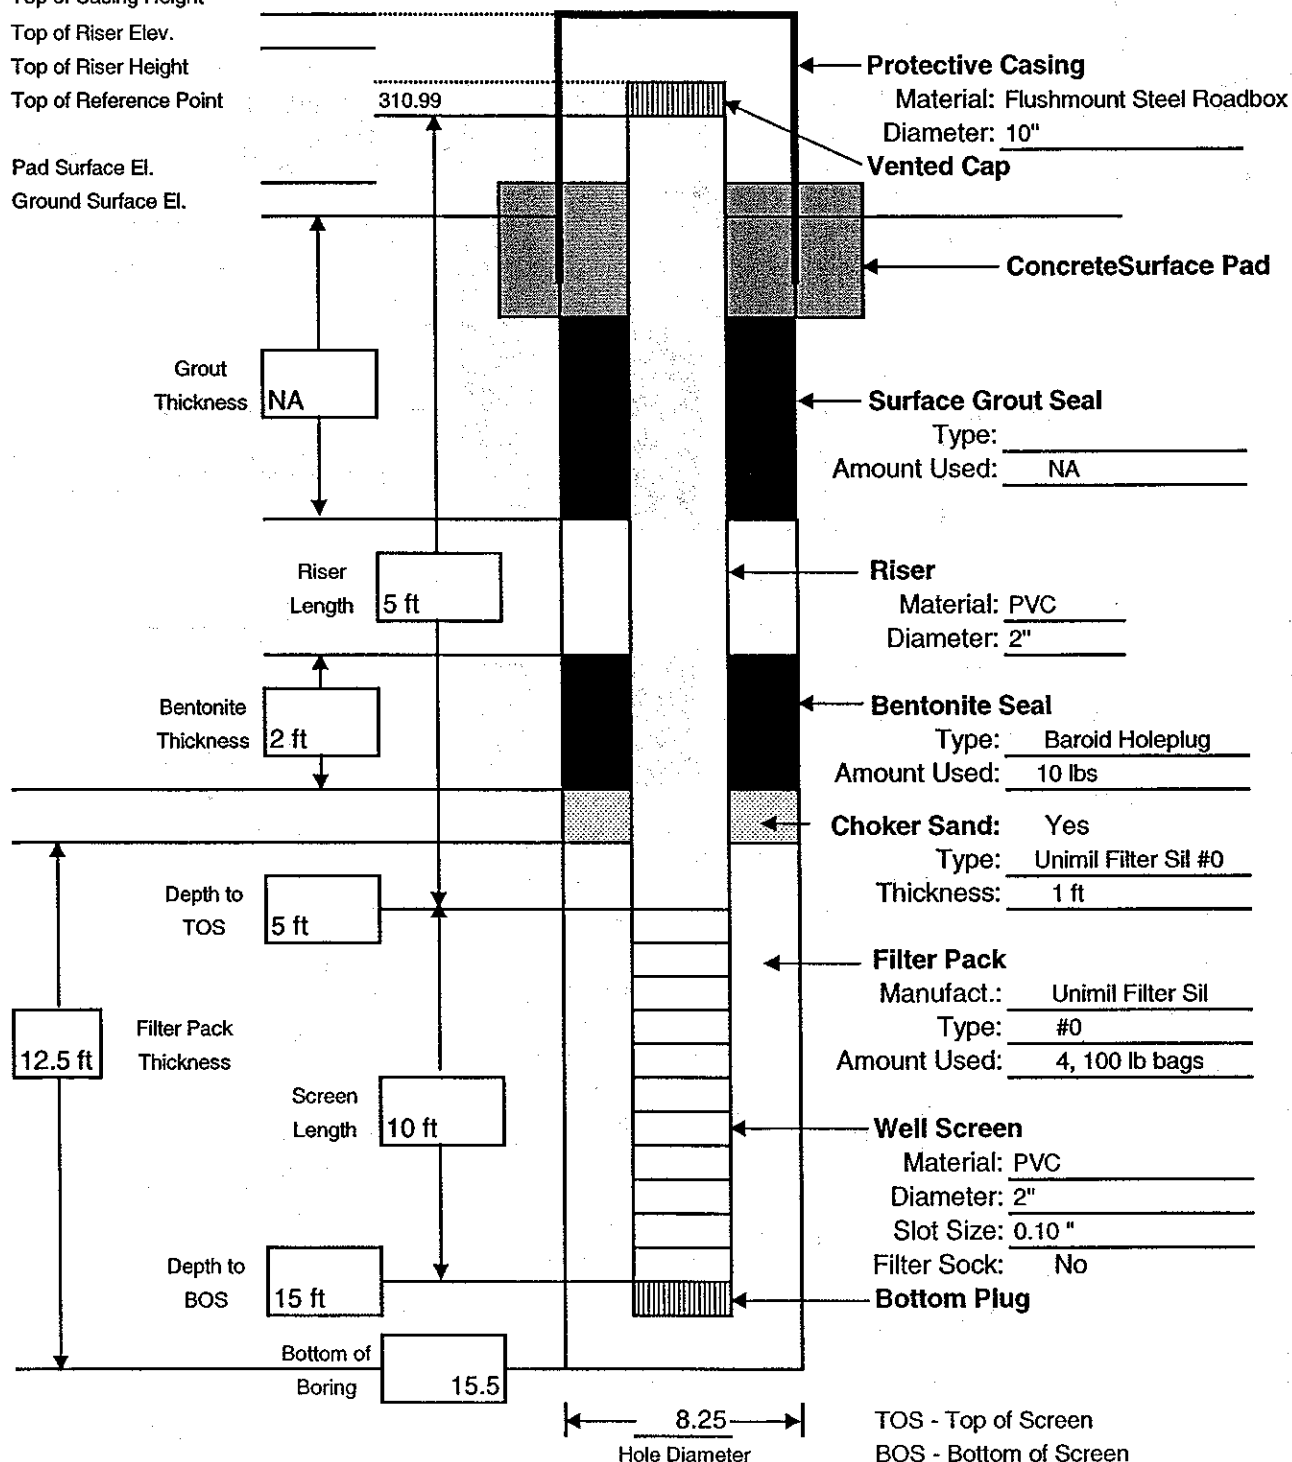 Top of Casing Height
Top of Riser Elev.
Top of Riser Height
Top of Reference Point 310.99
Pad Surface El.
Ground Surface El.
Protective Casing
Material: Flushmount Steel Roadbox
Diameter: 10"
Vented Cap
ConcreteSurface Pad
Grout
Thickness NA
Surface Grout Seal
Type:
Amount Used: NA
Riser
Length 5 ft
Riser
Material: PVC
Diameter: 2"
Bentonite
Thickness 2 ft
Bentonite Seal
Type: Baroid Holeplug
Amount Used: 10 lbs
Choker Sand: Yes
Type: Unimil Filter Sil #0
Thickness: 1 ft
Depth to
TOS 5 ft
Filter Pack
Manufact.: Unimil Filter Sil
Type: #0
Amount Used: 4, 100 lb bags
12.5 ft
Filter Pack
Thickness
Screen
Length 10 ft
Well Screen
Material: PVC
Diameter: 2"
Slot Size: 0.10 "
Filter Sock: No
Bottom Plug
Depth to
BOS 15 ft
Bottom of
Boring 15.5
8.25
Hole Diameter
TOS - Top of Screen
BOS - Bottom of Screen